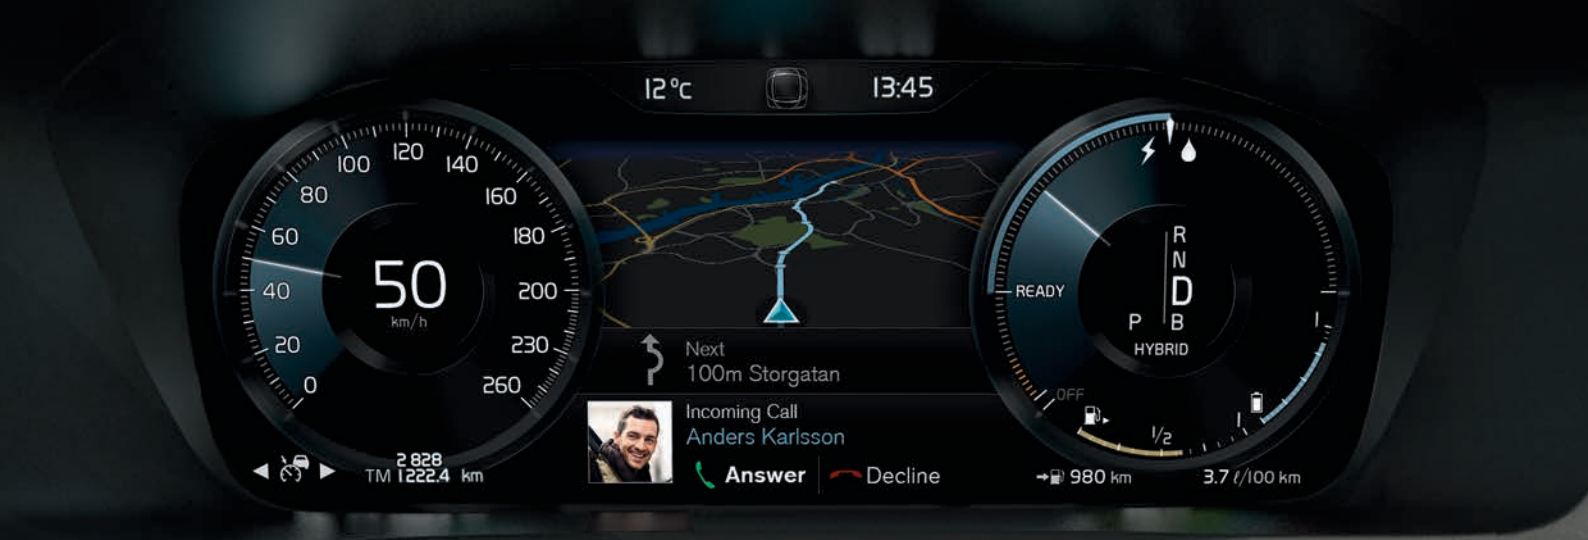 12°C
13:45
0
20
40
60
80
100
120
140
160
180
200
230
260
50
km/h
2 828
TM 1222.4 km
Next
100m Storgatan
Incoming Call
Anders Karlsson
Answer
Decline
READY
OFF
R
N
D
P B
HYBRID
1/2
1
980 km
3.7 ℓ/100 km